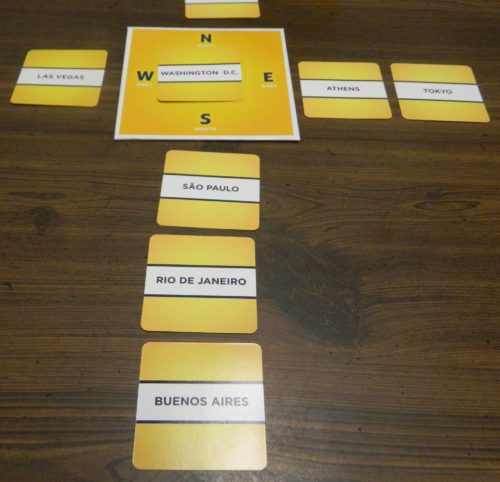 N
NORTH
LAS VEGAS
WASHINGTON D.C.
W
WEST
E
EAST
ATHENS
TOKYO
S
SOUTH
SÃO PAULO
RIO DE JANEIRO
BUENOS AIRES